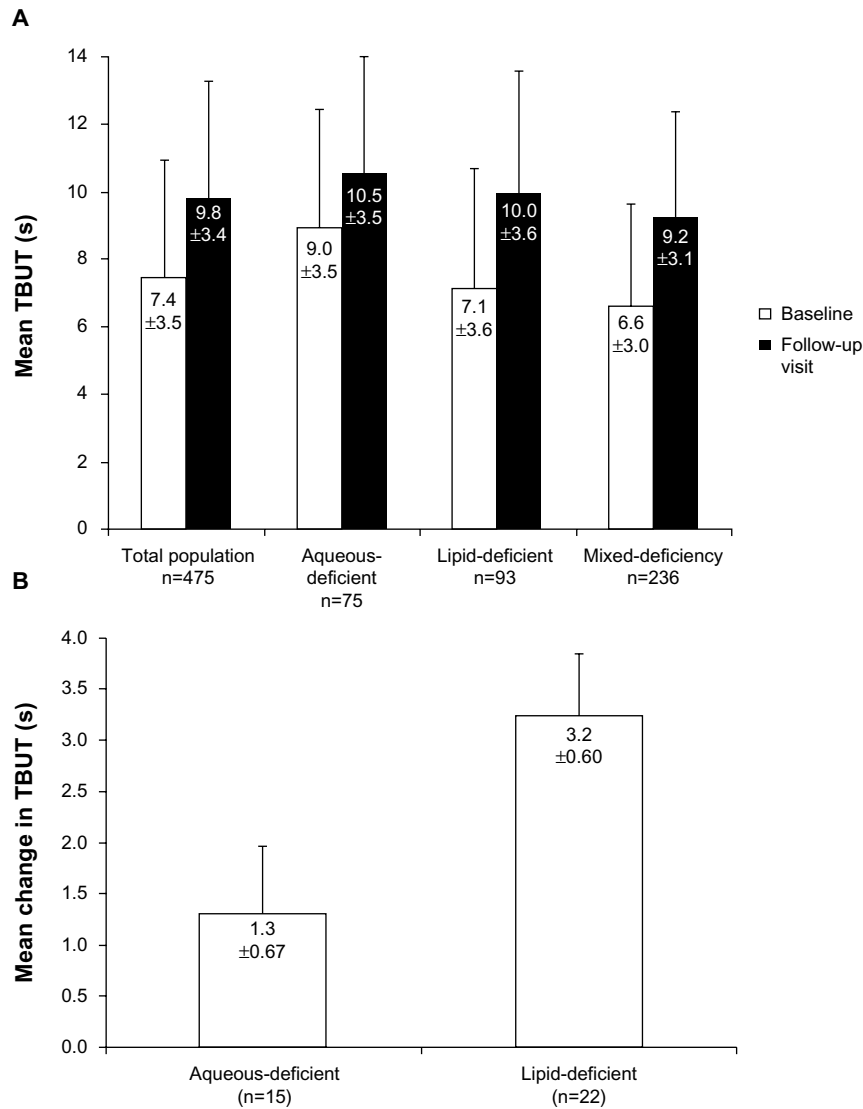 A
Mean TBUT (s)
14
12
10
8
6
4
2
0
7.4
±3.5
9.8
±3.4
9.0
±3.5
10.5
±3.5
7.1
±3.6
10.0
±3.6
6.6
±3.0
9.2
±3.1
Baseline
Follow-up
visit
Total population
n=475
Aqueous-
deficient
n=75
Lipid-deficient
n=93
Mixed-deficiency
n=236
B
Mean change in TBUT (s)
4.0
3.5
3.0
2.5
2.0
1.5
1.0
0.5
0.0
1.3
±0.67
3.2
±0.60
Aqueous-deficient
(n=15)
Lipid-deficient
(n=22)